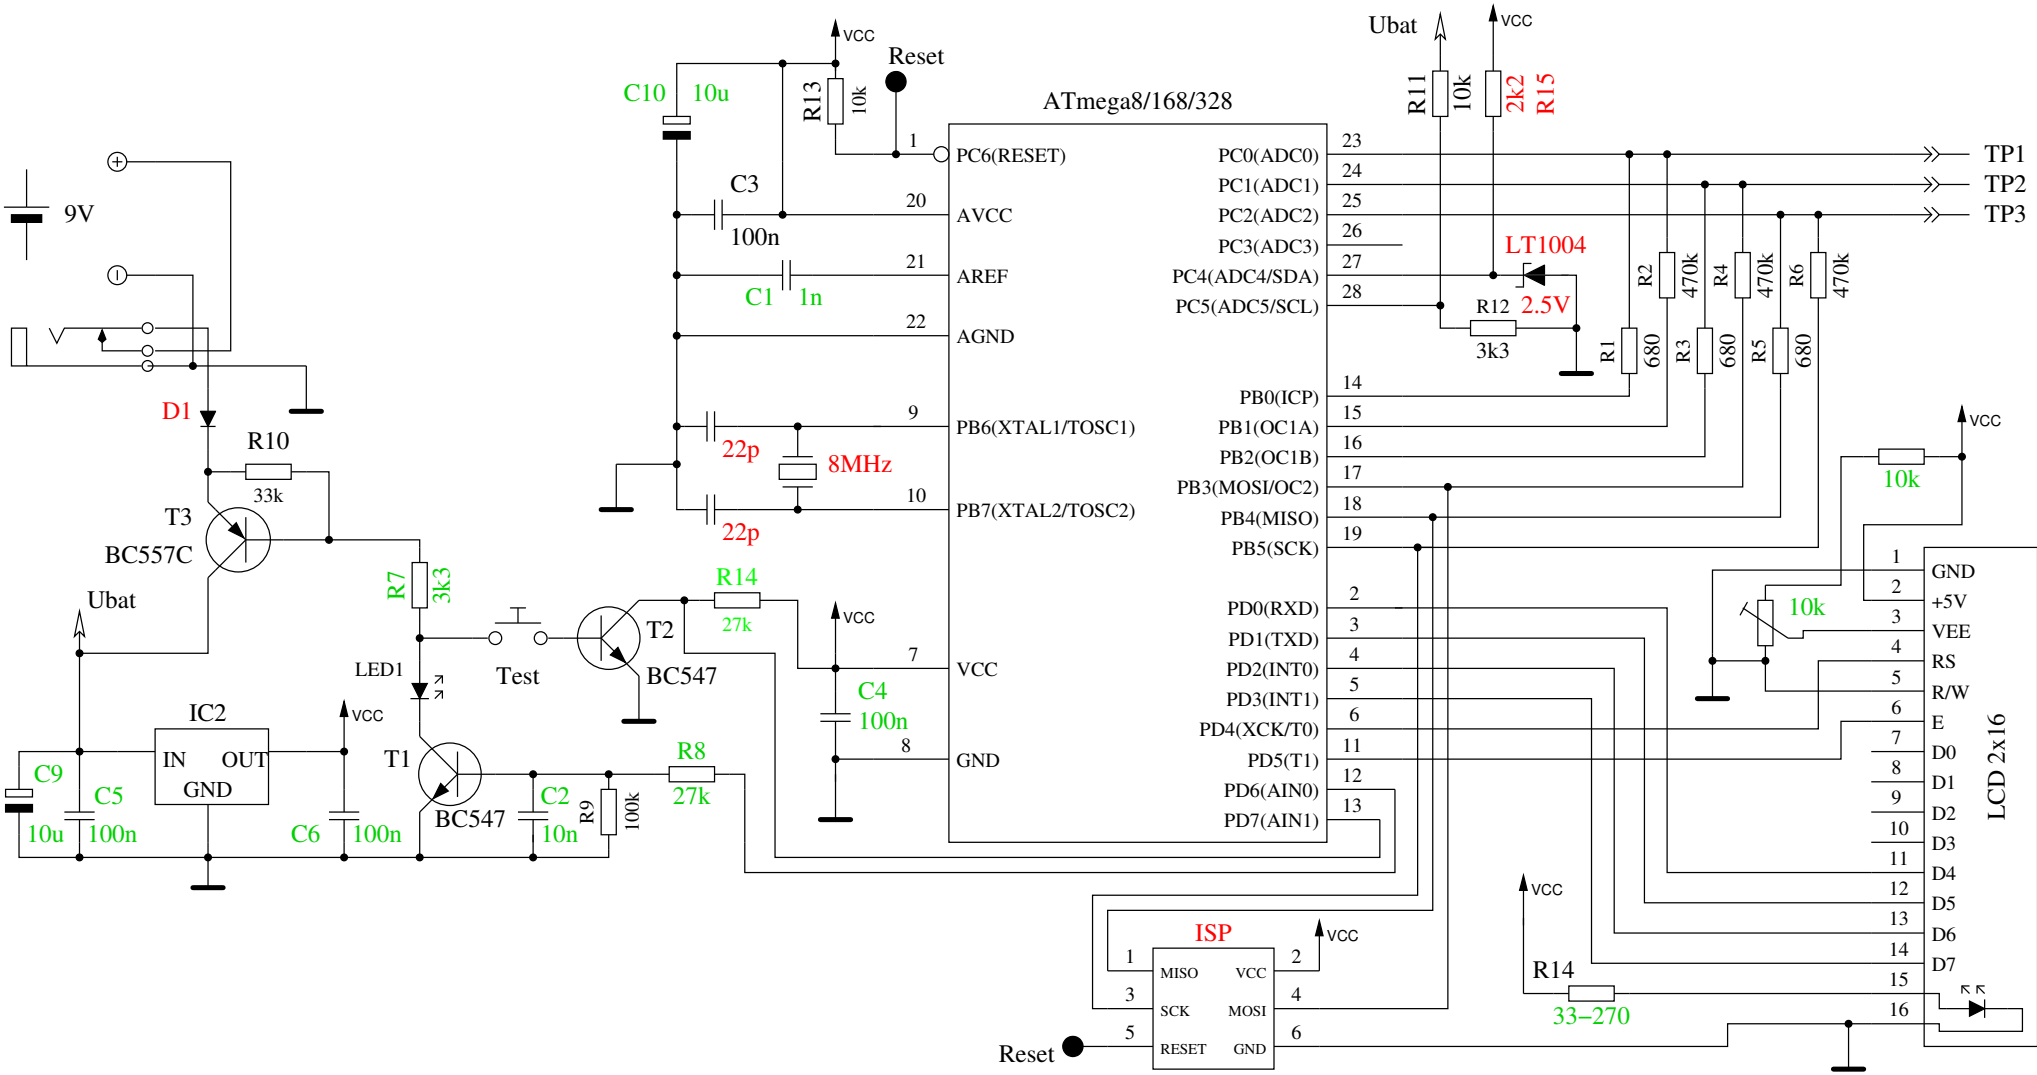 ATmega8/168/328
VCC
Reset
C10 10u
R13 10k
C3
100n
C1 1n
22p
8MHz
22p
1 PC6(RESET)
20 AVCC
21 AREF
22 AGND
9 PB6(XTAL1/TOSC1)
10 PB7(XTAL2/TOSC2)
7 VCC
8 GND
PC0(ADC0) 23
PC1(ADC1) 24
PC2(ADC2) 25
PC3(ADC3) 26
PC4(ADC4/SDA) 27
PC5(ADC5/SCL) 28
PB0(ICP) 14
PB1(OC1A) 15
PB2(OC1B) 16
PB3(MOSI/OC2) 17
PB4(MISO) 18
PB5(SCK) 19
PD0(RXD) 2
PD1(TXD) 3
PD2(INT0) 4
PD3(INT1) 5
PD4(XCK/T0) 6
PD5(T1) 11
PD6(AIN0) 12
PD7(AIN1) 13
Ubat
VCC
R11 10k
2k2 R15
LT1004
2.5V
R12
3k3
TP1
TP2
TP3
R2 470k
R4 470k
R6 470k
R1 680
R3 680
R5 680
9V
D1
R10
33k
T3
BC557C
R7 3k3
Ubat
LED1
Test
T2
BC547
R14
27k
VCC
C4
100n
IC2
IN OUT
GND
VCC
C9
10u
C5
100n
C6 100n
T1
BC547
C2
10n
R9 100k
R8
27k
VCC
10k
10k
1 GND
2 +5V
3 VEE
4 RS
5 R/W
6 E
7 D0
8 D1
9 D2
10 D3
11 D4
12 D5
13 D6
14 D7
15
16
LCD 2x16
VCC
R14
33–270
ISP
VCC
1 MISO VCC 2
3 SCK MOSI 4
5 RESET GND 6
Reset